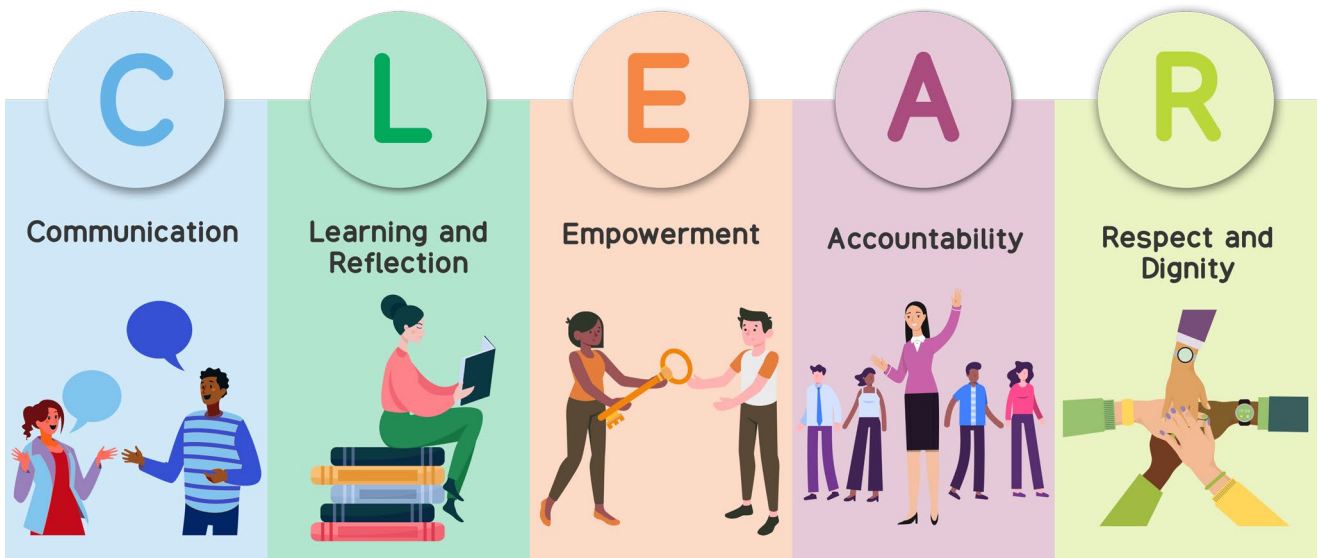 C
L
E
A
R
Communication
Learning and
Reflection
Empowerment
Accountability
Respect and
Dignity